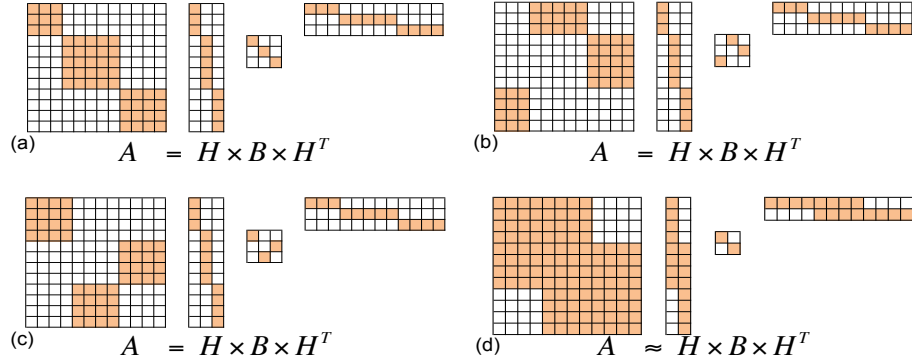 (a) A = H × B × H^T
(b) A = H × B × H^T
(c) A = H × B × H^T
(d) A ≈ H × B × H^T